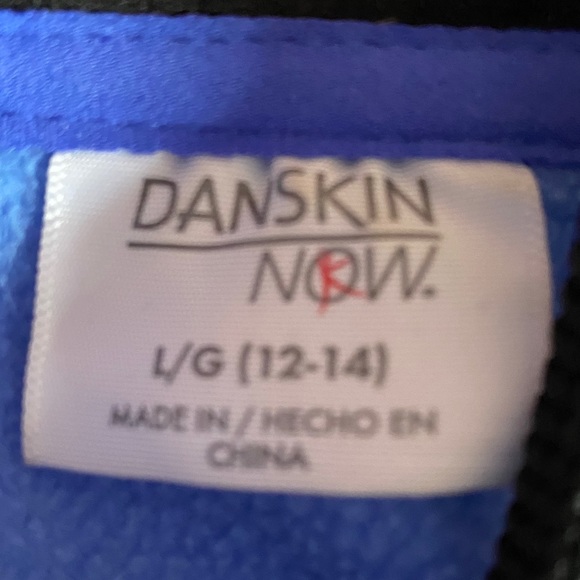 DANSKIN
NOW.
L/G (12-14)
MADE IN / HECHO EN
CHINA